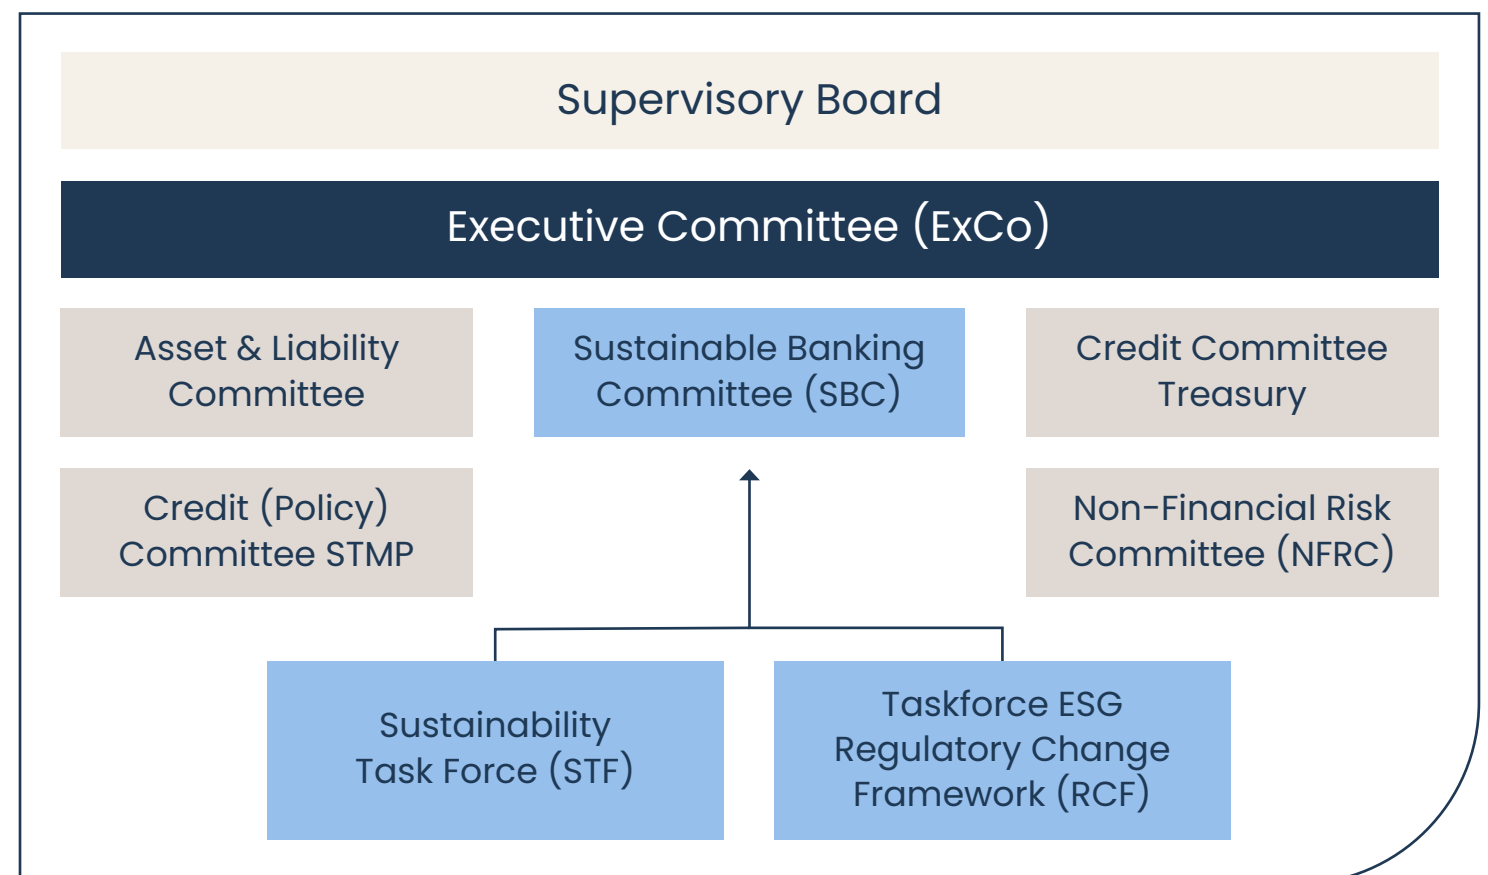 Supervisory Board
Executive Committee (ExCo)
Asset & Liability
Committee
Sustainable Banking
Committee (SBC)
Credit Committee
Treasury
Credit (Policy)
Committee STMP
Non-Financial Risk
Committee (NFRC)
Sustainability
Task Force (STF)
Taskforce ESG
Regulatory Change
Framework (RCF)